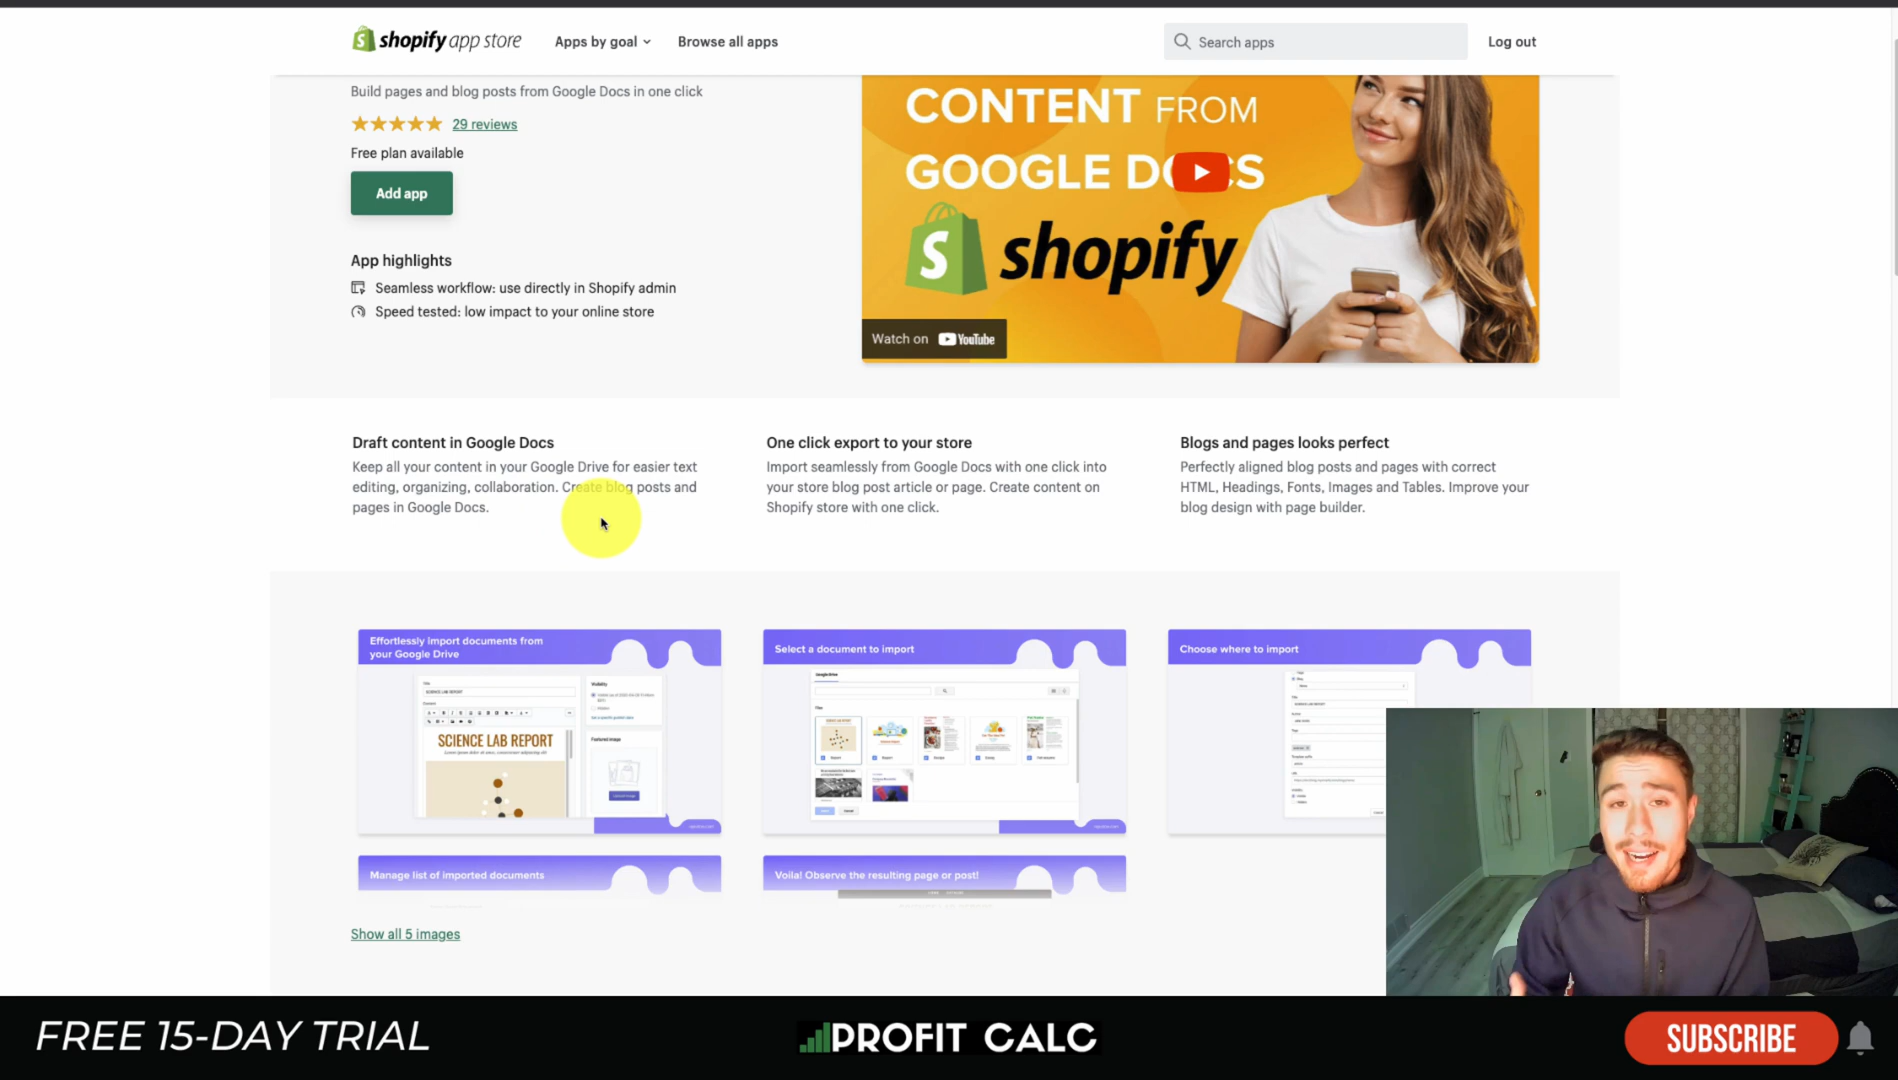 shopify app store
Apps by goal
Browse all apps
Search apps
Log out
Build pages and blog posts from Google Docs in one click
29 reviews
Free plan available
Add app
App highlights
Seamless workflow: use directly in Shopify admin
Speed tested: low impact to your online store
CONTENT FROM
GOOGLE DOCS
shopify
Watch on YouTube
Draft content in Google Docs
Keep all your content in your Google Drive for easier text
editing, organizing, collaboration. Create blog posts and
pages in Google Docs.
One click export to your store
Import seamlessly from Google Docs with one click into
your store blog post article or page. Create content on
Shopify store with one click.
Blogs and pages looks perfect
Perfectly aligned blog posts and pages with correct
HTML, Headings, Fonts, Images and Tables. Improve your
blog design with page builder.
Effortlessly import documents from
your Google Drive
SCIENCE LAB REPORT
Select a document to import
Choose where to import
Manage list of imported documents
Voila! Observe the resulting page or post!
Show all 5 images
FREE 15-DAY TRIAL
PROFIT CALC
SUBSCRIBE